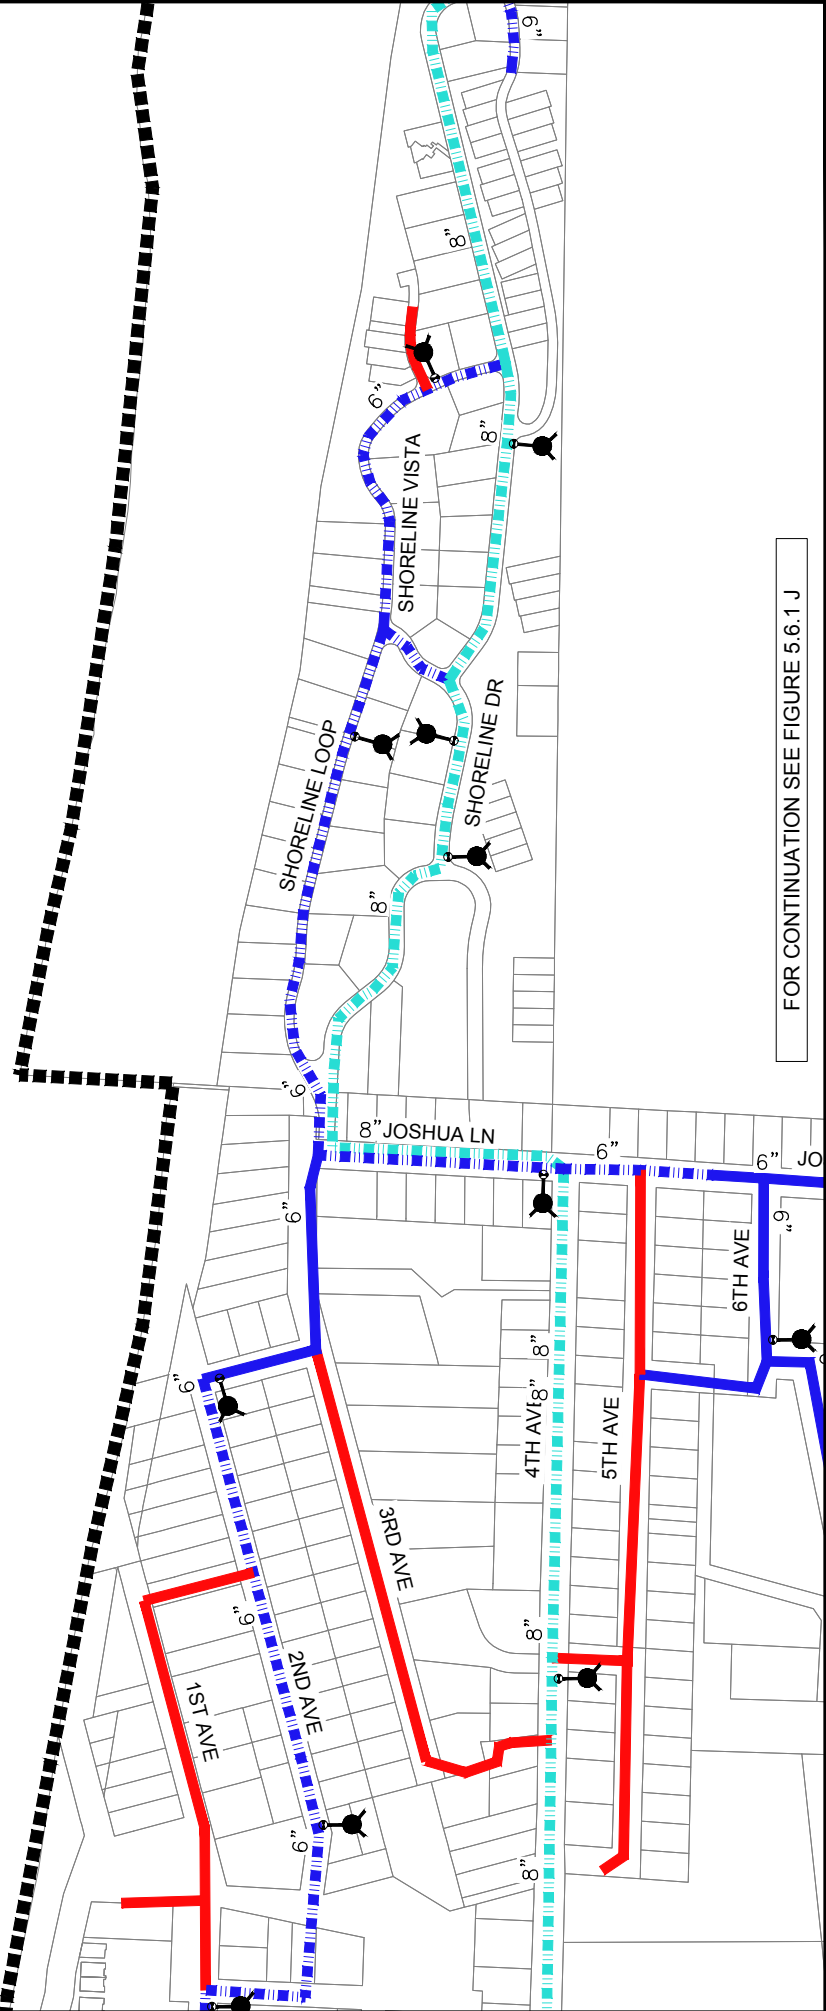 6"
8"
6"
8"
SHORELINE VISTA
FOR CONTINUATION SEE FIGURE 5.6.1 J
SHORELINE DR
SHORELINE LOOP
8"
6"
8" JOSHUA LN
6"
6" JO
6"
6"
6TH AVE
8"
6"
8"
4TH AVE
5TH AVE
3RD AVE
6"
8"
2ND AVE
1ST AVE
6"
8"